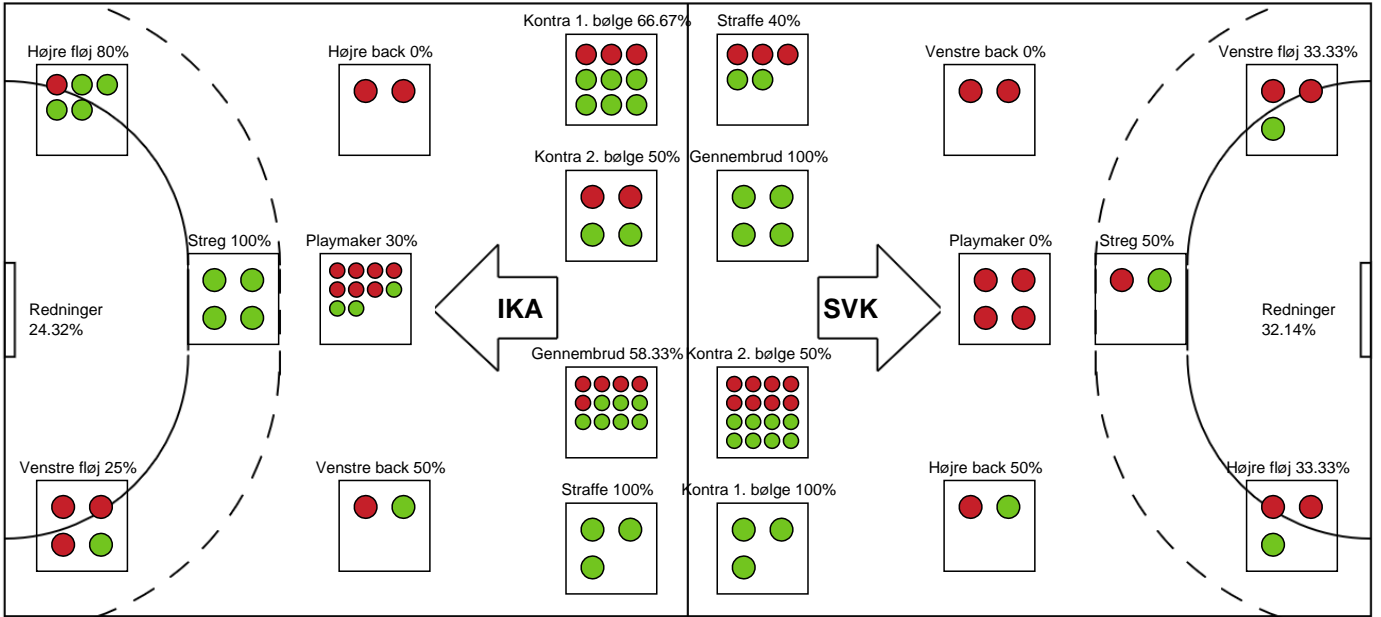 Kontra 1. bølge 66.67%
Straffe 40%
Højre fløj 80%
Højre back 0%
Venstre back 0%
Venstre fløj 33.33%
Kontra 2. bølge 50%
Gennembrud 100%
Streg 100%
Playmaker 30%
Playmaker 0%
Streg 50%
Redninger
24.32%
IKA
SVK
Redninger
32.14%
Gennembrud 58.33%
Kontra 2. bølge 50%
Venstre fløj 25%
Venstre back 50%
Højre back 50%
Højre fløj 33.33%
Straffe 100%
Kontra 1. bølge 100%